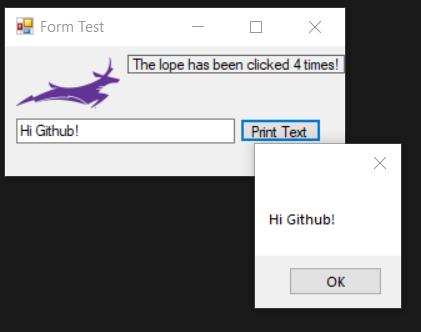 Form Test
The lope has been clicked 4 times!
Hi Github!
Print Text
Hi Github!
OK